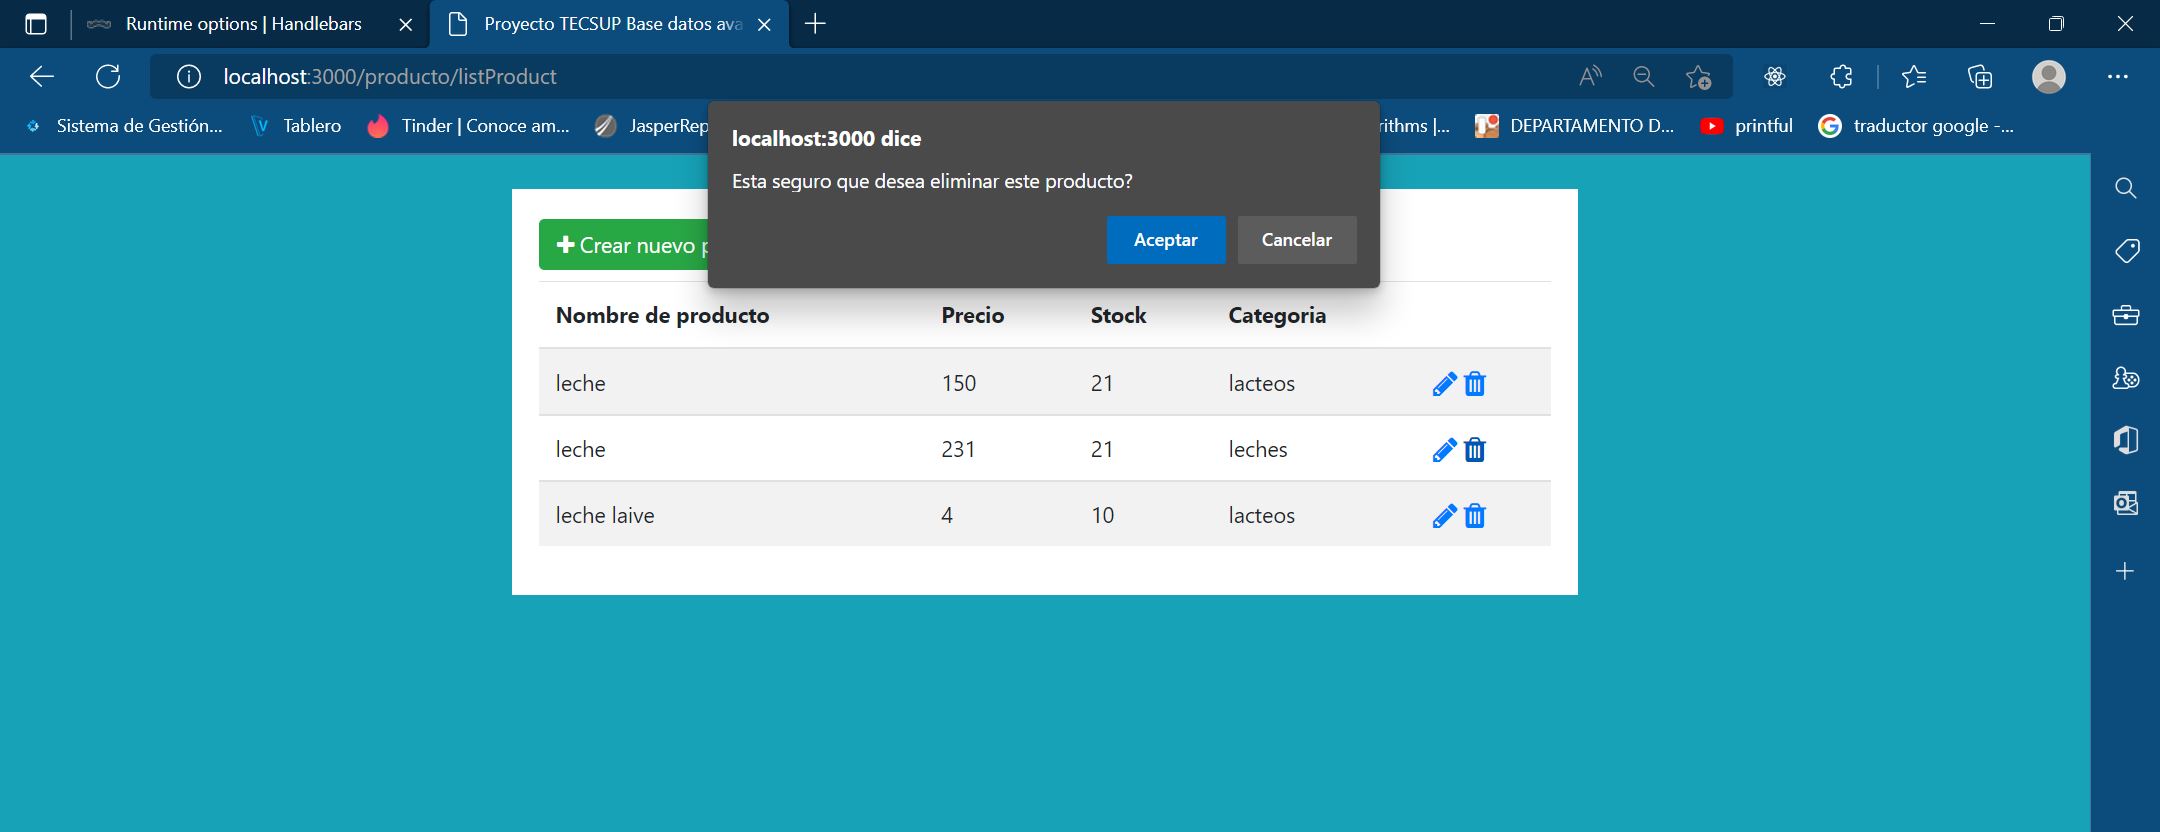 Runtime options | Handlebars
Proyecto TECSUP Base datos ava
localhost:3000/producto/listProduct
Sistema de Gestión... Tablero Tinder | Conoce am... JasperRep rithms |... DEPARTAMENTO D... printful traductor google -...
localhost:3000 dice
Esta seguro que desea eliminar este producto?
Aceptar Cancelar
Crear nuevo p
Nombre de producto Precio Stock Categoria
leche 150 21 lacteos
leche 231 21 leches
leche laive 4 10 lacteos